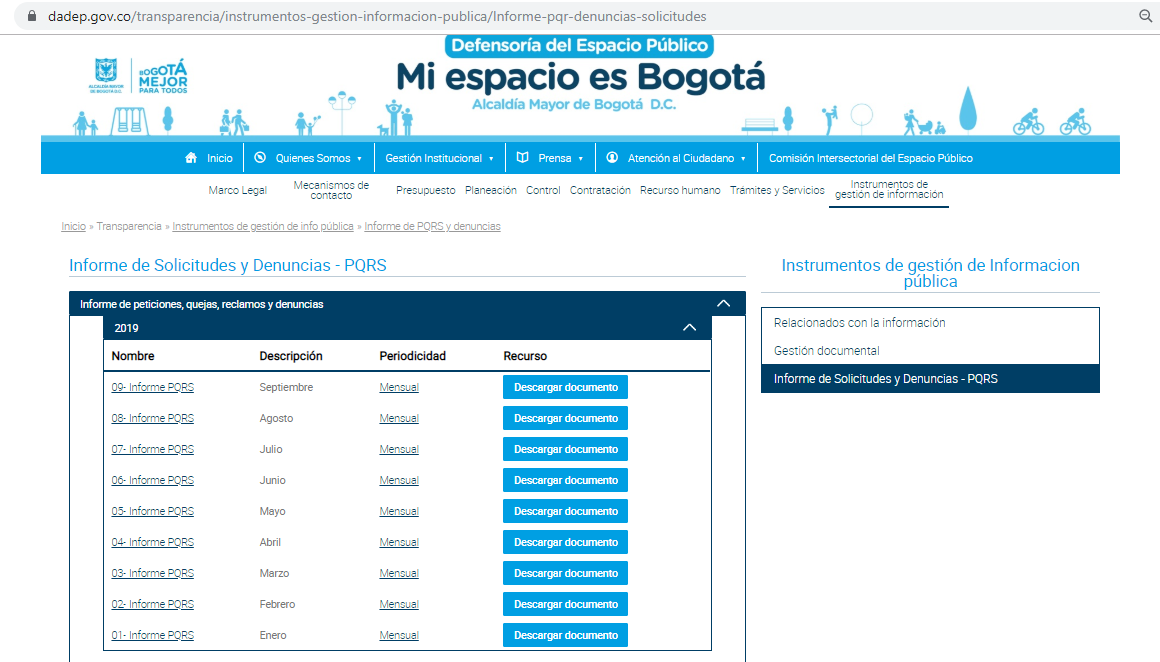 dadep.gov.co/transparencia/instrumentos-gestion-informacion-publica/Informe-pqr-denuncias-solicitudes
Defensoría del Espacio Público
Mi espacio es Bogotá
Alcaldía Mayor de Bogotá D.C.
ALCALDÍA MAYOR
DE BOGOTÁ D.C.
BOGOTÁ
MEJOR
PARA TODOS
Inicio Quienes Somos Gestión Institucional Prensa Atención al Ciudadano Comisión Intersectorial del Espacio Público
Marco Legal Mecanismos de contacto Presupuesto Planeación Control Contratación Recurso humano Trámites y Servicios Instrumentos de gestión de información
Inicio » Transparencia » Instrumentos de gestión de info pública » Informe de PQRS y denuncias
Informe de Solicitudes y Denuncias - PQRS
Informe de peticiones, quejas, reclamos y denuncias
2019
Nombre Descripción Periodicidad Recurso
09- Informe PQRS Septiembre Mensual Descargar documento
08- Informe PQRS Agosto Mensual Descargar documento
07- Informe PQRS Julio Mensual Descargar documento
06- Informe PQRS Junio Mensual Descargar documento
05- Informe PQRS Mayo Mensual Descargar documento
04- Informe PQRS Abril Mensual Descargar documento
03- Informe PQRS Marzo Mensual Descargar documento
02- Informe PQRS Febrero Mensual Descargar documento
01- Informe PQRS Enero Mensual Descargar documento
Instrumentos de gestión de Informacion
pública
Relacionados con la información
Gestión documental
Informe de Solicitudes y Denuncias - PQRS